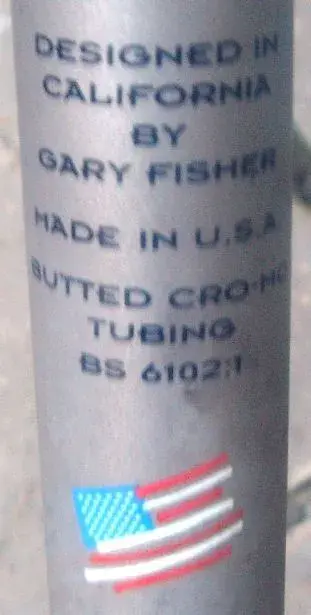 DESIGNED IN
CALIFORNIA
BY
GARY FISHER
MADE IN U.S.A
BUTTED CRO-MO
TUBING
BS 6102:1